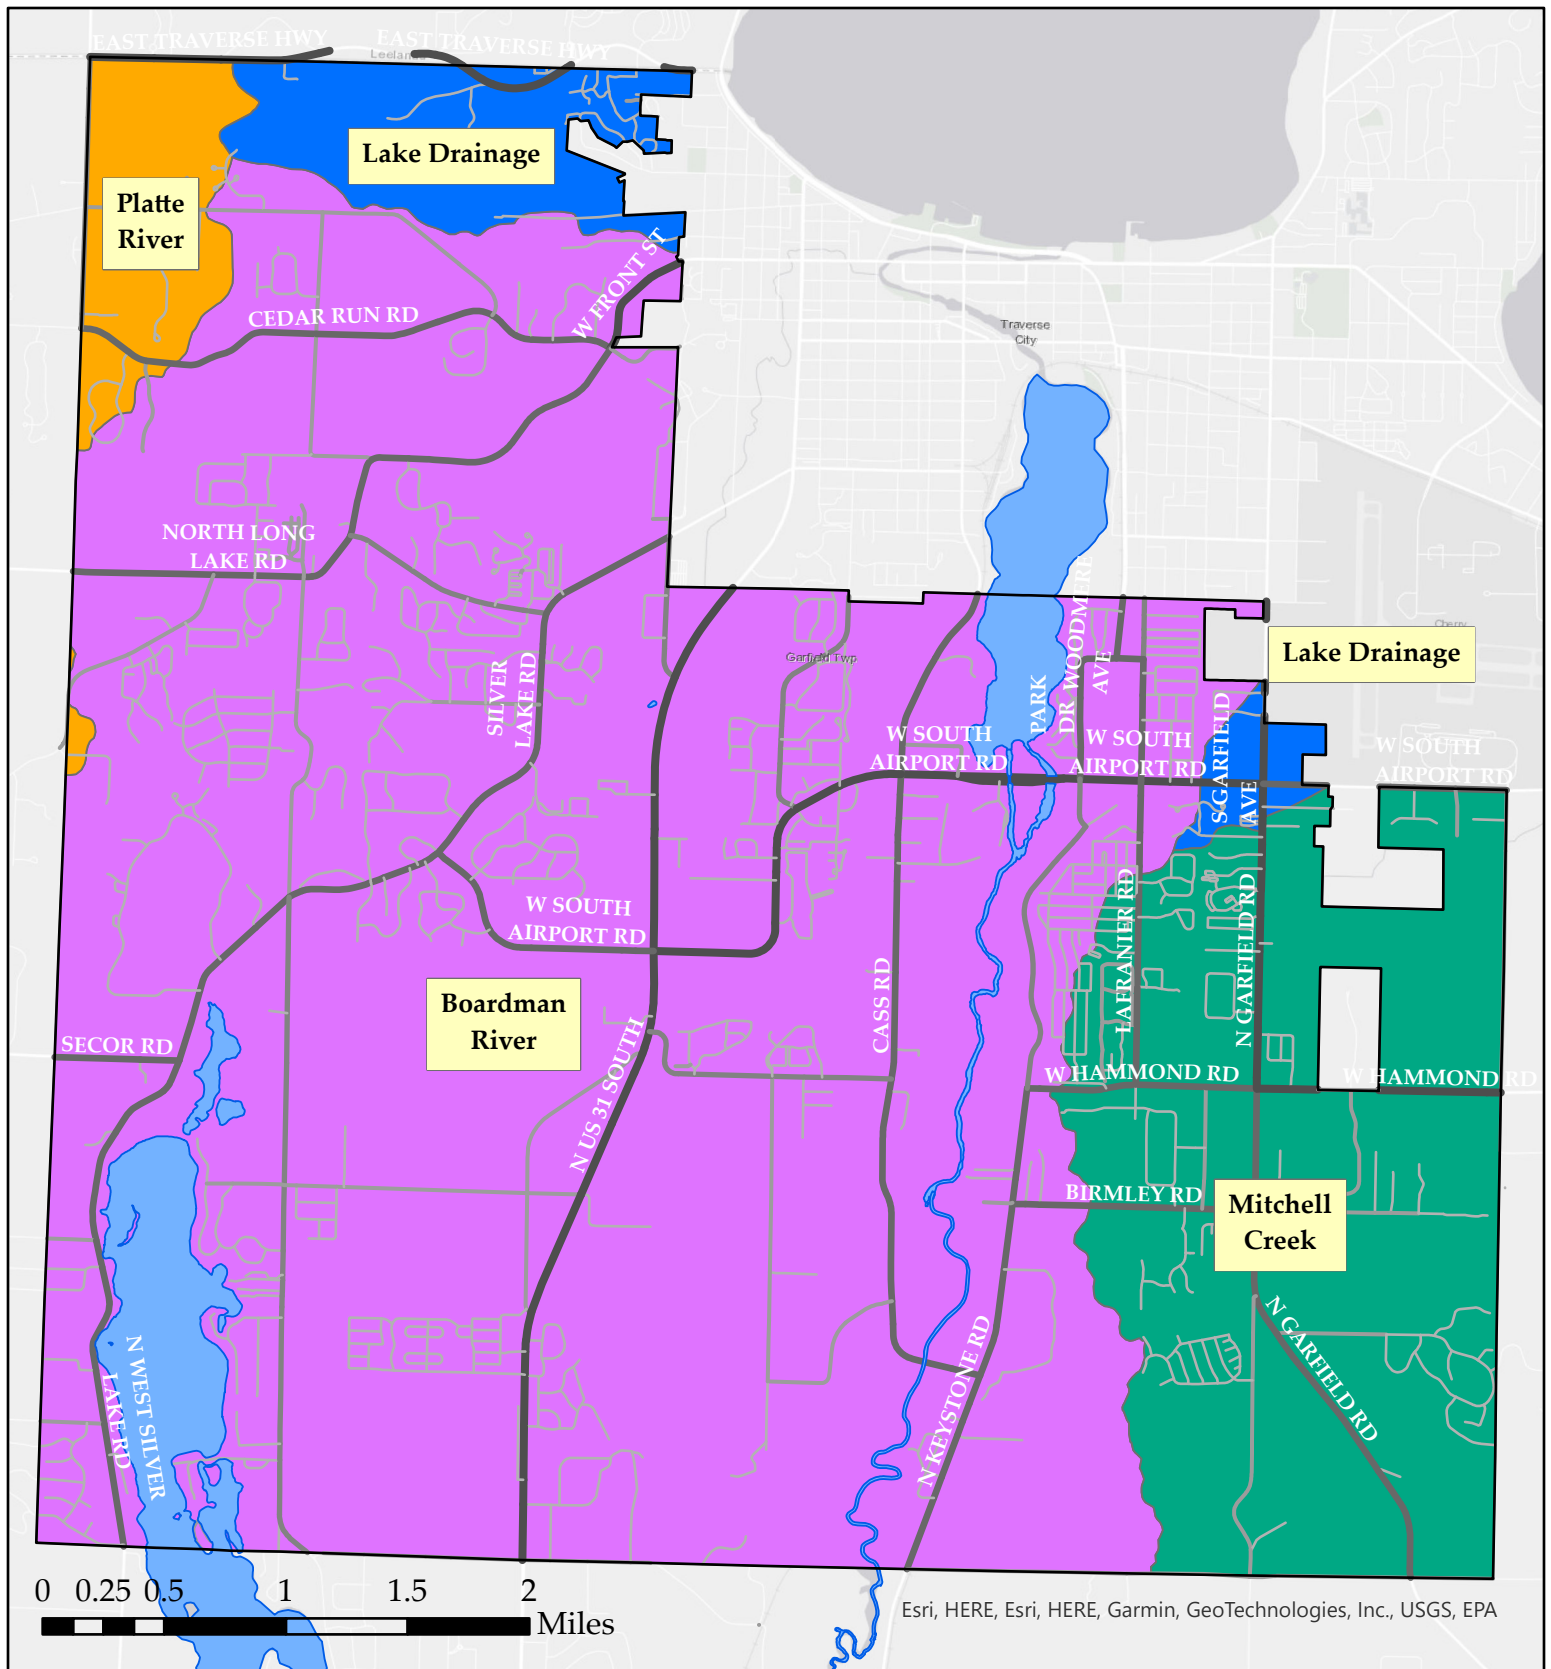 EAST TRAVERSE HWY
EAST TRAVERSE HWY
Leelanau
Lake Drainage
Platte
River
W FRONT ST
CEDAR RUN RD
Traverse
City
NORTH LONG
LAKE RD
Cherry
Garfield Twp
Lake Drainage
SILVER
LAKE RD
PARK
DR WOODMERE
AVE
W SOUTH
AIRPORT RD
W SOUTH
AIRPORT RD
S GARFIELD
AVE
W SOUTH
AIRPORT RD
W SOUTH
AIRPORT RD
LAFRANIER RD
N GARFIELD RD
CASS RD
Boardman
River
SECOR RD
N US 31 SOUTH
W HAMMOND RD
W HAMMOND RD
BIRMLEY RD
Mitchell
Creek
N GARFIELD RD
N KEYSTONE RD
N WEST SILVER
LAKE RD
0 0.25 0.5 1 1.5 2
Miles
Esri, HERE, Esri, HERE, Garmin, GeoTechnologies, Inc., USGS, EPA